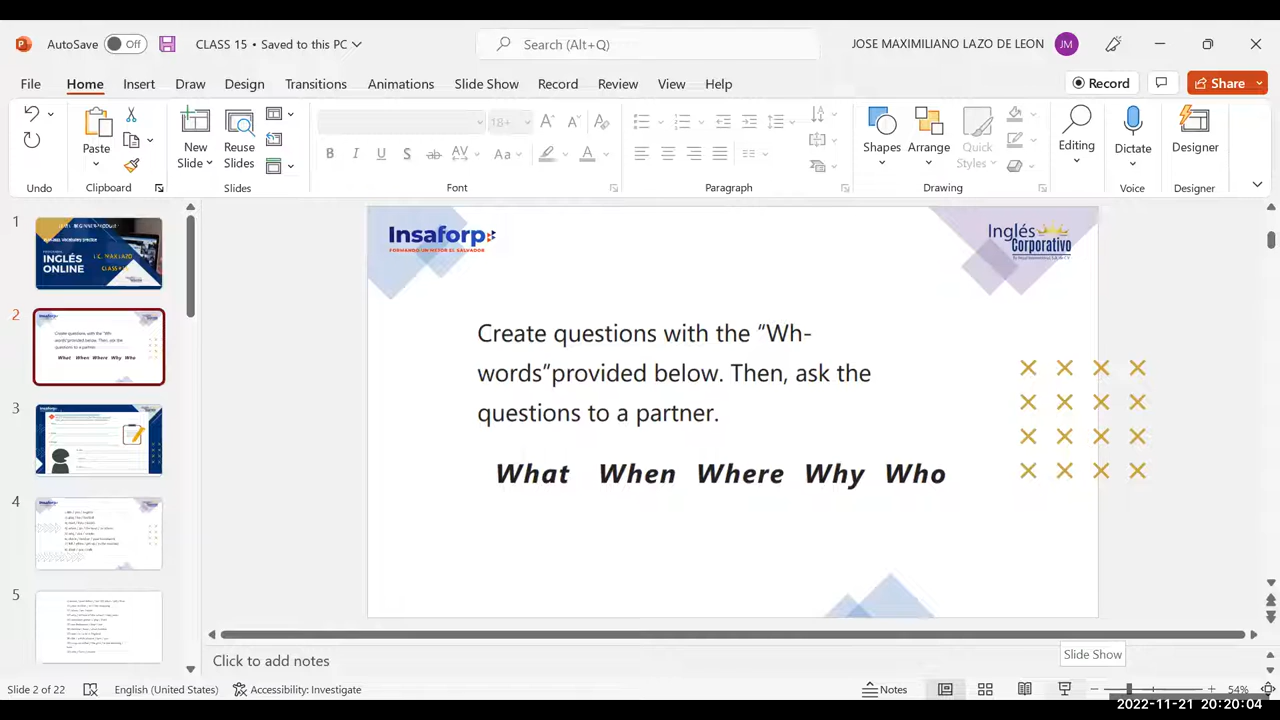 AutoSave Off CLASS 15 • Saved to this PC Search (Alt+Q) JOSE MAXIMILIANO LAZO DE LEON JM
File Home Insert Draw Design Transitions Animations Slide Show Record Review View Help Record Share
Paste New Slide Reuse Slides Shapes Arrange Quick Styles Editing Dictate Designer
Undo Clipboard Slides Font Paragraph Drawing Voice Designer
1
INGLÉS
ONLINE
2
3
4
5
Insaforp
FORMANDO UN MEJOR EL SALVADOR
Inglés
Corporativo
Create questions with the “Wh-
words”provided below. Then, ask the
questions to a partner.
What When Where Why Who
Click to add notes
Slide Show
Slide 2 of 22 English (United States) Accessibility: Investigate Notes 54%
2022-11-21 20:20:04